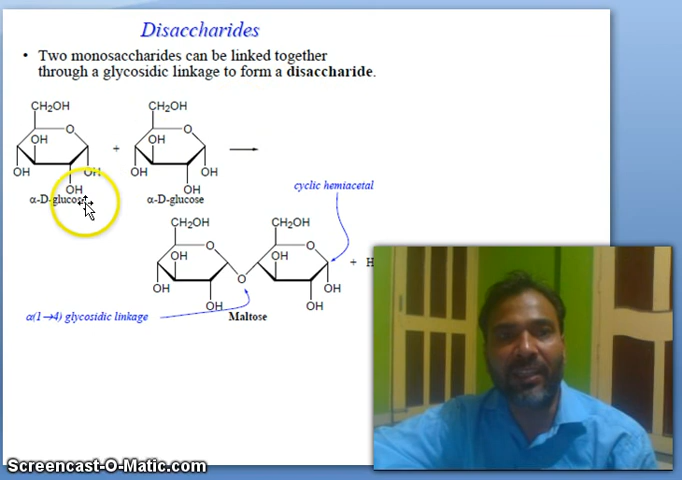 Disaccharides
• Two monosaccharides can be linked together
through a glycosidic linkage to form a disaccharide.
CH₂OH CH₂OH
O O
OH OH
+
OH OH OH OH
OH OH
α-D-glucose α-D-glucose
cyclic hemiacetal
CH₂OH CH₂OH
O O
OH OH
+ H
OH O OH
OH OH
α(1→4) glycosidic linkage Maltose
Screencast-O-Matic.com